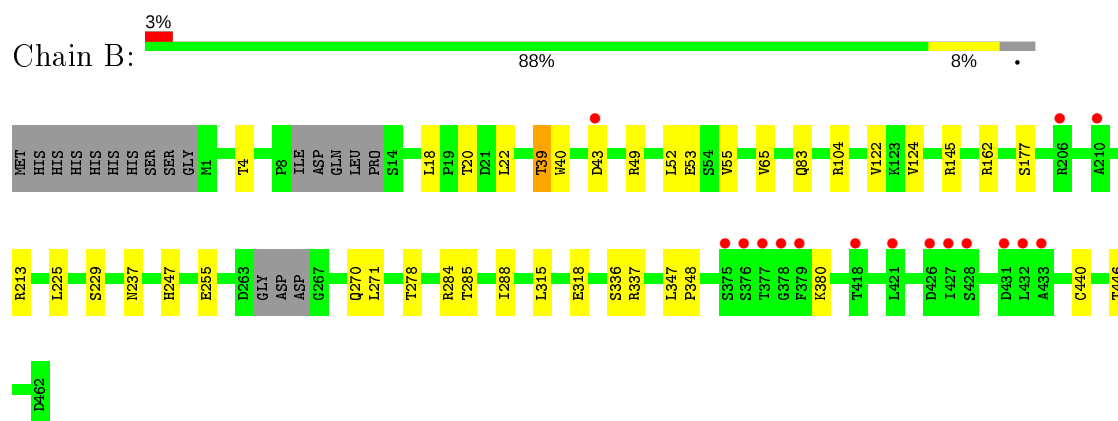 3%
Chain B:
88% 8% •
MET HIS HIS HIS HIS HIS HIS SER SER GLY M1 T4 P8 ILE ASP GLN LEU PRO S14 L18 P19 T20 D21 L22 T39 W40 D43 R49 L52 E53 S54 V55 V65 Q83 R104 V122 K123 V124 R145 R162 S177 R206 A210
R213 L225 S229 N237 H247 E255 D263 GLY ASP ASP G267 Q270 L271 T278 R284 T285 I288 L315 E318 S336 R337 L347 P348 S375 S376 T377 G378 F379 K380 T418 L421 D426 I427 S428 D431 L432 A433 C440 T446
D462